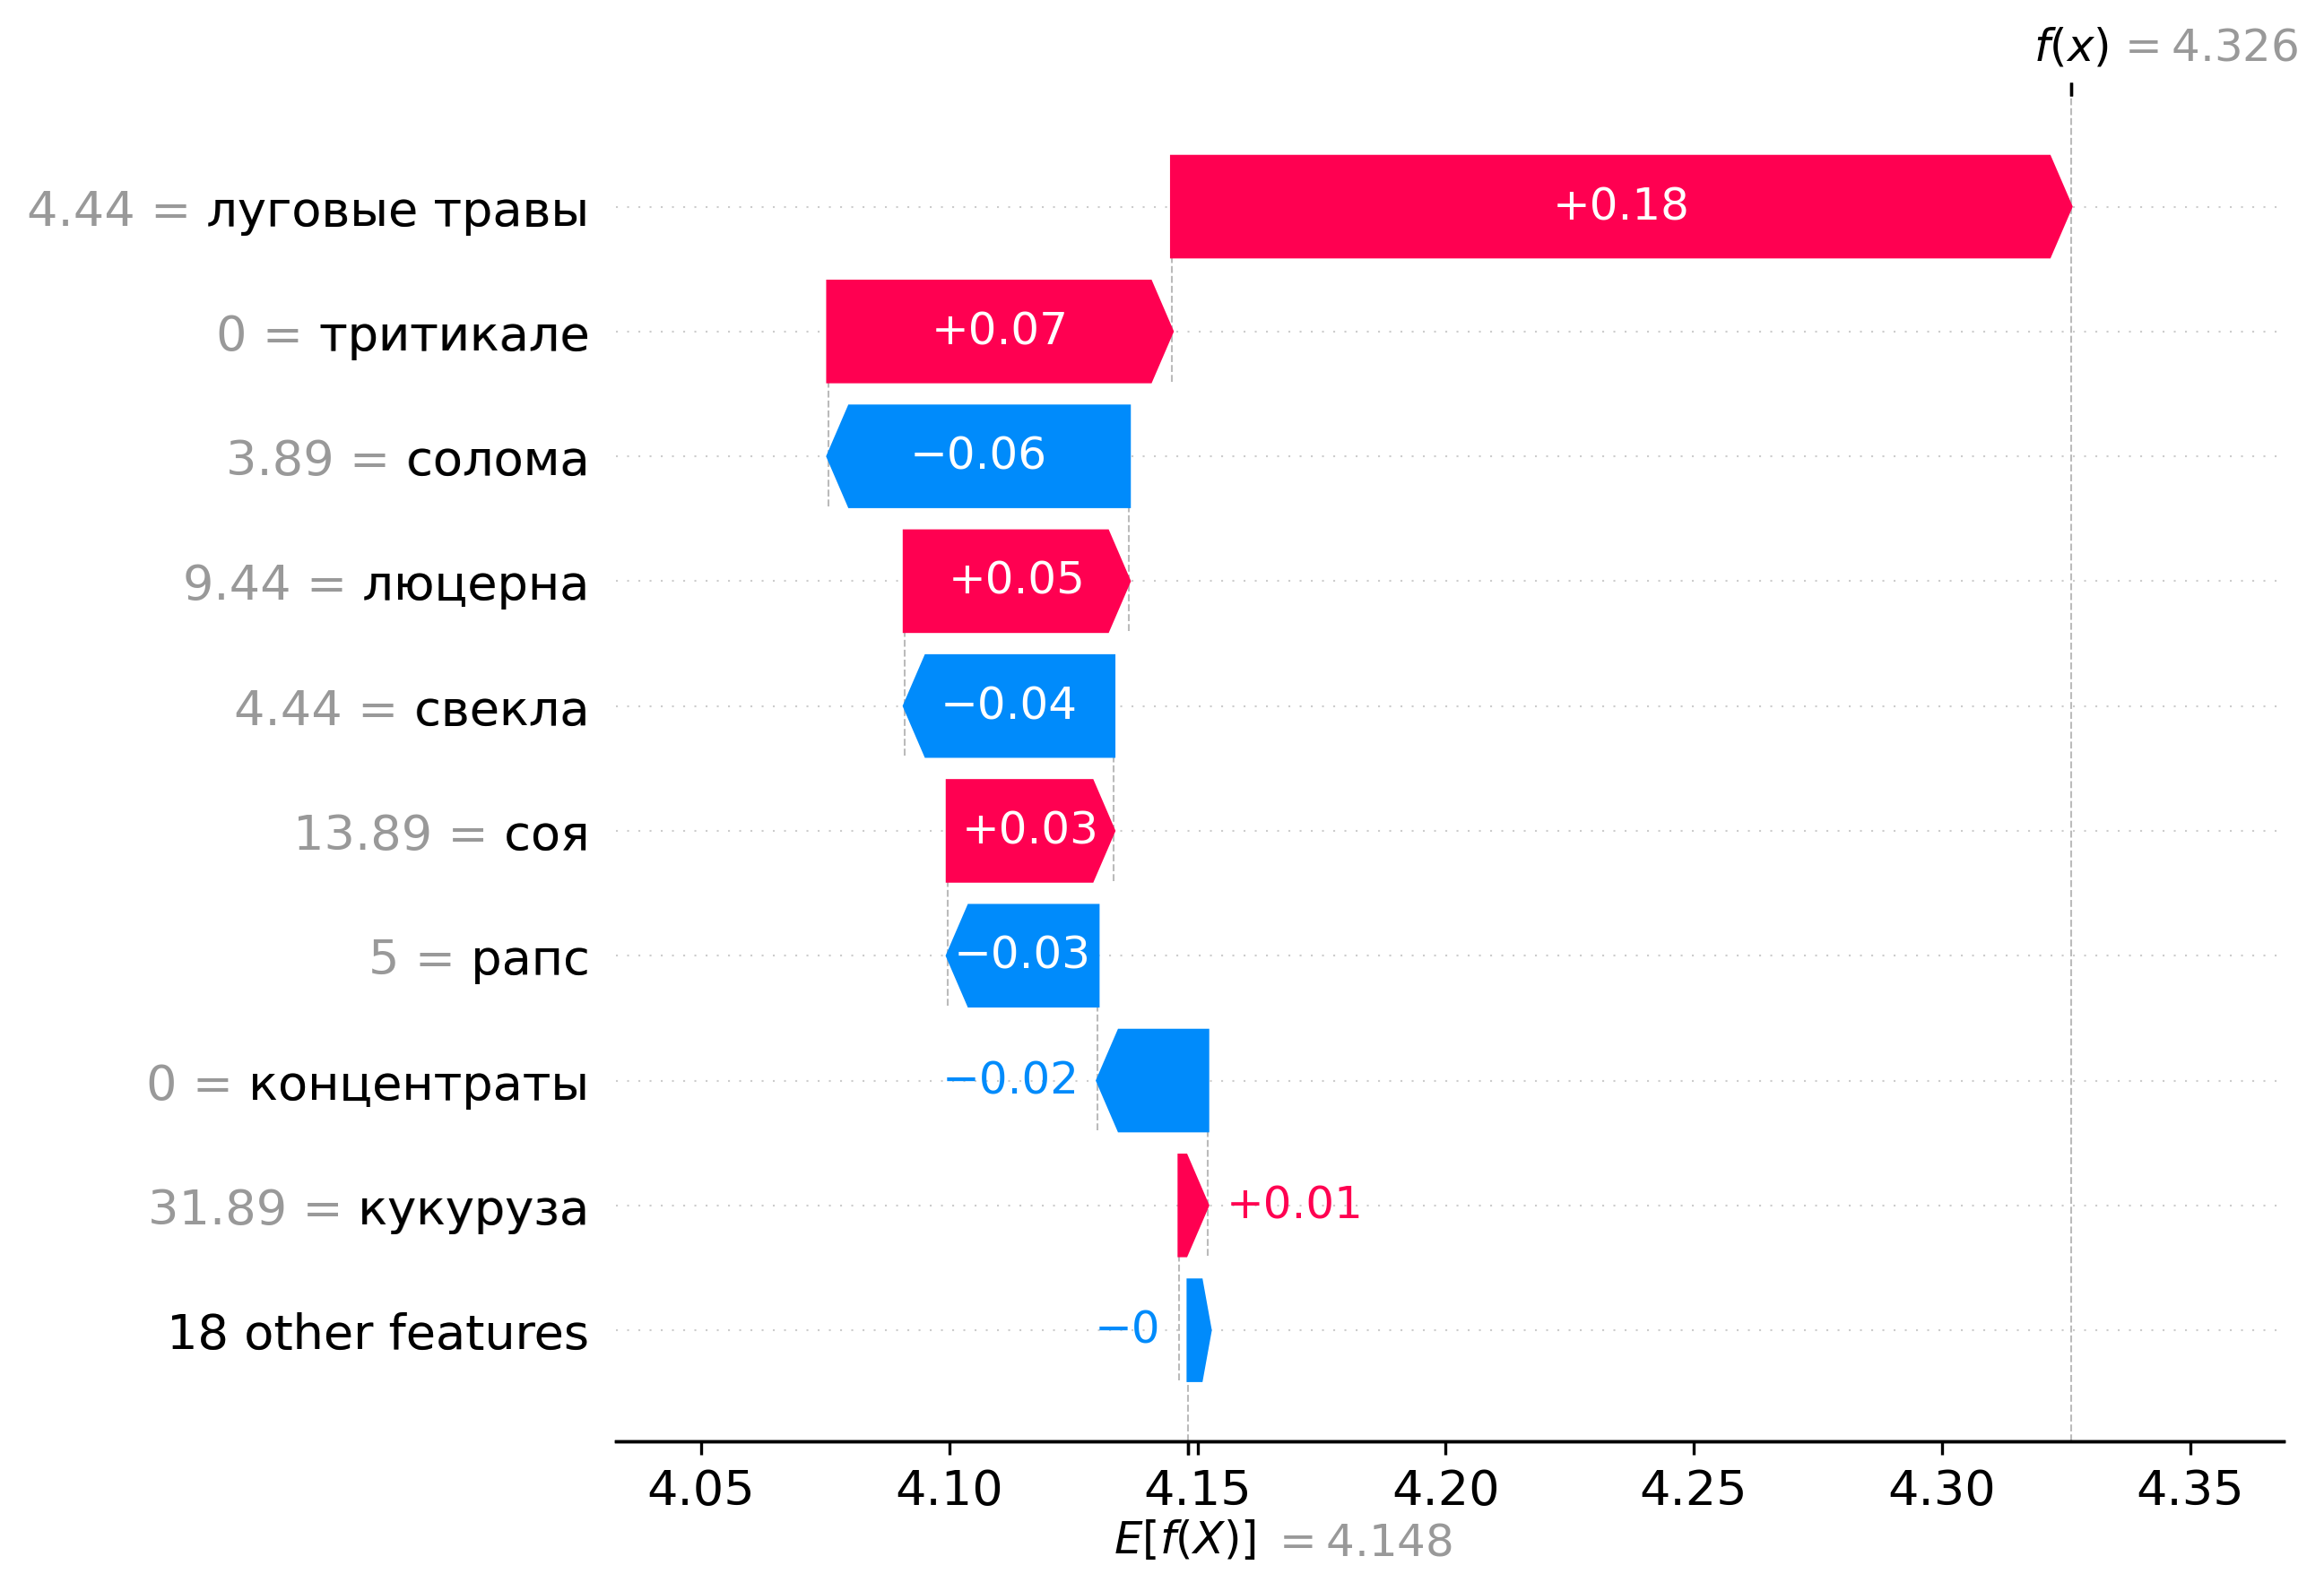 f(x) = 4.326
4.44 = луговые травы
+0.18
0 = тритикале
+0.07
3.89 = солома
−0.06
9.44 = люцерна
+0.05
4.44 = свекла
−0.04
13.89 = соя
+0.03
5 = рапс
−0.03
0 = концентраты
−0.02
31.89 = кукуруза
+0.01
18 other features
−0
4.05 4.10 4.15 4.20 4.25 4.30 4.35
E[f(X)] = 4.148